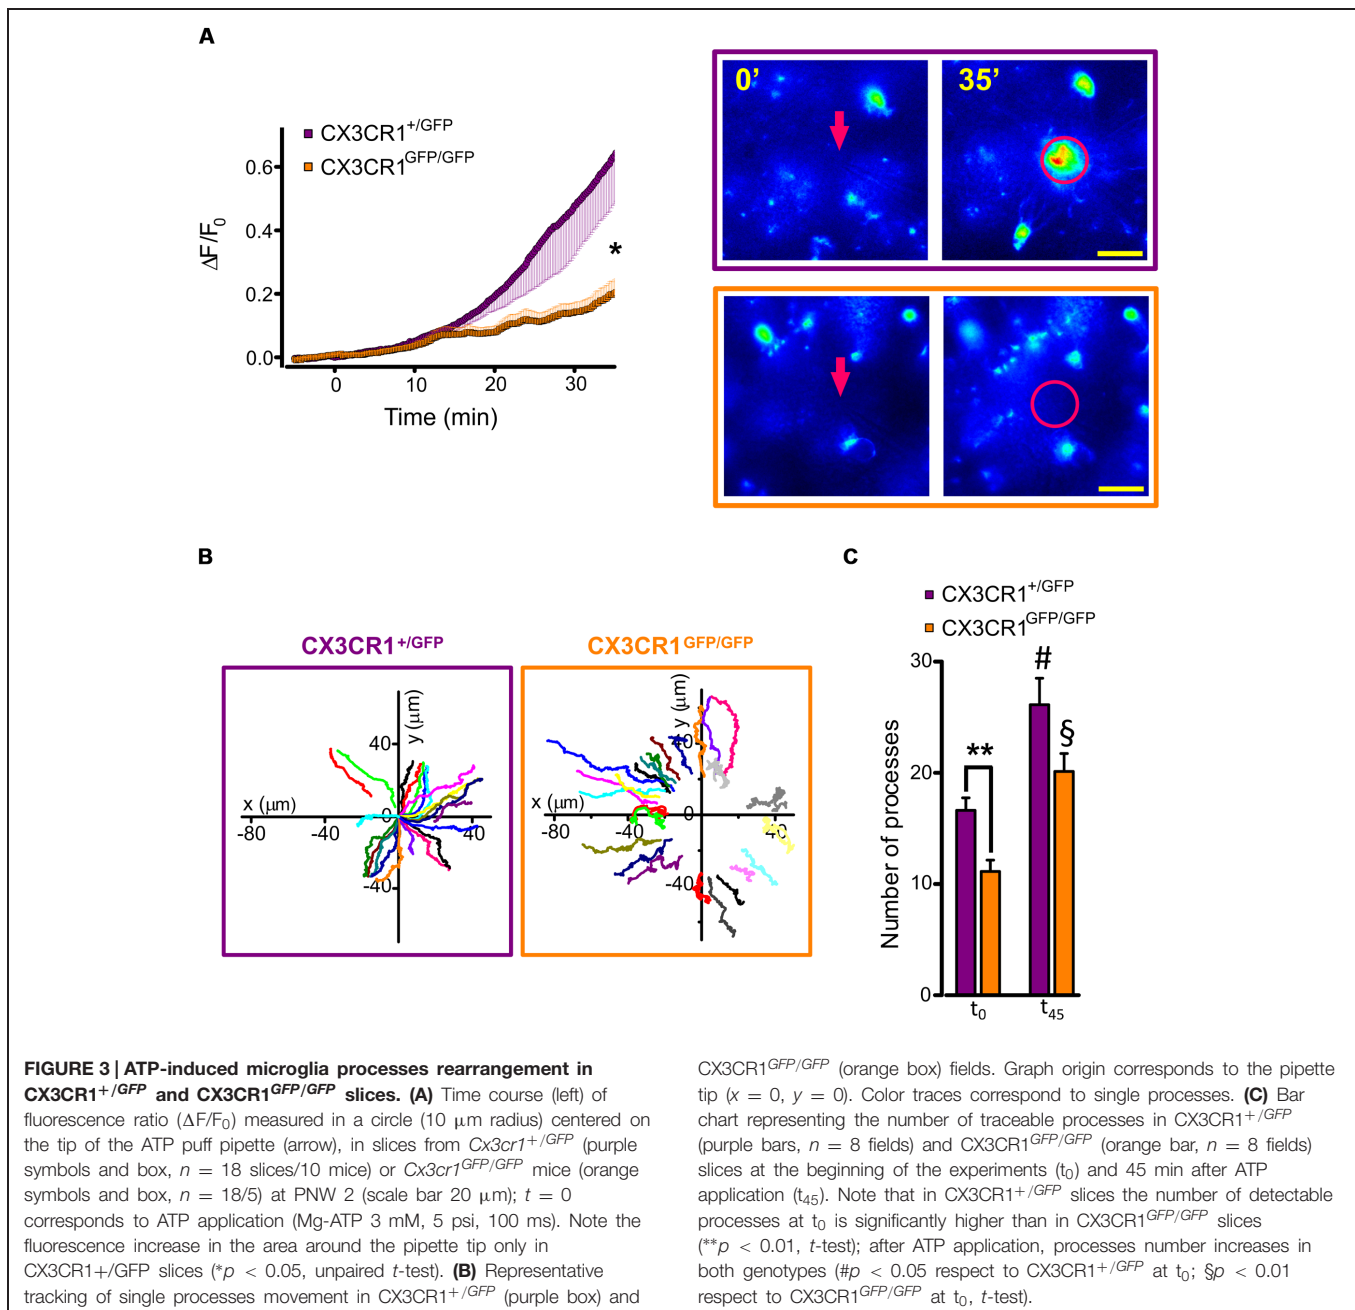 A
CX3CR1+/GFP
CX3CR1GFP/GFP
0.6
0.4
0.2
0.0
ΔF/F0
*
0
10
20
30
Time (min)
0'
35'
B
CX3CR1+/GFP
CX3CR1GFP/GFP
y (μm)
40
x (μm)
0
-80
-40
40
-40
y (μm)
40
x (μm)
0
-80
-40
40
-40
C
CX3CR1+/GFP
CX3CR1GFP/GFP
30
20
10
0
Number of processes
**
#
§
t0
t45
FIGURE 3 | ATP-induced microglia processes rearrangement in
CX3CR1+/GFP and CX3CR1GFP/GFP slices. (A) Time course (left) of
fluorescence ratio (ΔF/F0) measured in a circle (10 μm radius) centered on
the tip of the ATP puff pipette (arrow), in slices from Cx3cr1+/GFP (purple
symbols and box, n = 18 slices/10 mice) or Cx3cr1GFP/GFP mice (orange
symbols and box, n = 18/5) at PNW 2 (scale bar 20 μm); t = 0
corresponds to ATP application (Mg-ATP 3 mM, 5 psi, 100 ms). Note the
fluorescence increase in the area around the pipette tip only in
CX3CR1+/GFP slices (*p < 0.05, unpaired t-test). (B) Representative
tracking of single processes movement in CX3CR1+/GFP (purple box) and
CX3CR1GFP/GFP (orange box) fields. Graph origin corresponds to the pipette
tip (x = 0, y = 0). Color traces correspond to single processes. (C) Bar
chart representing the number of traceable processes in CX3CR1+/GFP
(purple bars, n = 8 fields) and CX3CR1GFP/GFP (orange bar, n = 8 fields)
slices at the beginning of the experiments (t0) and 45 min after ATP
application (t45). Note that in CX3CR1+/GFP slices the number of detectable
processes at t0 is significantly higher than in CX3CR1GFP/GFP slices
(**p < 0.01, t-test); after ATP application, processes number increases in
both genotypes (#p < 0.05 respect to CX3CR1+/GFP at t0; §p < 0.01
respect to CX3CR1GFP/GFP at t0, t-test).